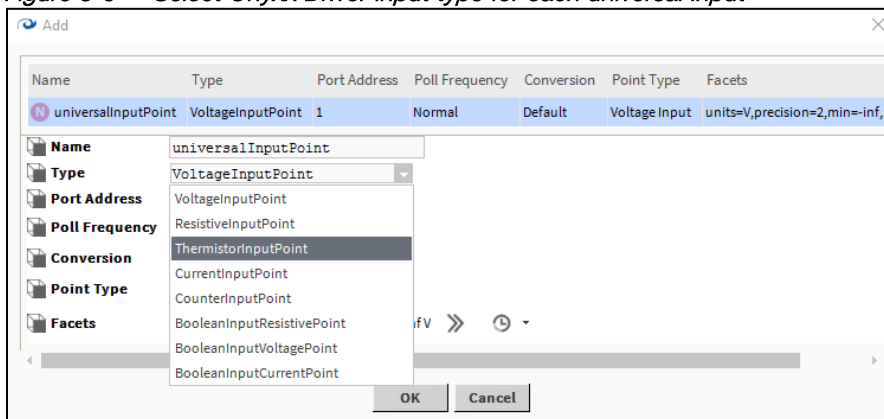 Figure 3-6 Select OnyxX Driver input type for each universal input
Add
Name Type Port Address Poll Frequency Conversion Point Type Facets
N universalInputPoint VoltageInputPoint 1 Normal Default Voltage Input units=V,precision=2,min=-inf,
Name universalInputPoint
Type VoltageInputPoint
Port Address VoltageInputPoint
Poll Frequency ResistiveInputPoint
ThermistorInputPoint
Conversion CurrentInputPoint
Point Type CounterInputPoint
Facets BooleanInputResistivePoint nf V
BooleanInputVoltagePoint
BooleanInputCurrentPoint
OK Cancel